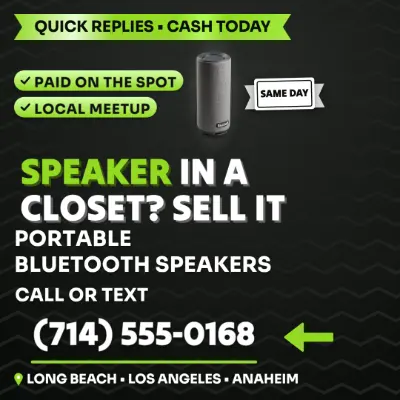 QUICK REPLIES • CASH TODAY
PAID ON THE SPOT
LOCAL MEETUP
SAME DAY
SPEAKER IN A
CLOSET? SELL IT
PORTABLE
BLUETOOTH SPEAKERS
CALL OR TEXT
(714) 555-0168
LONG BEACH • LOS ANGELES • ANAHEIM